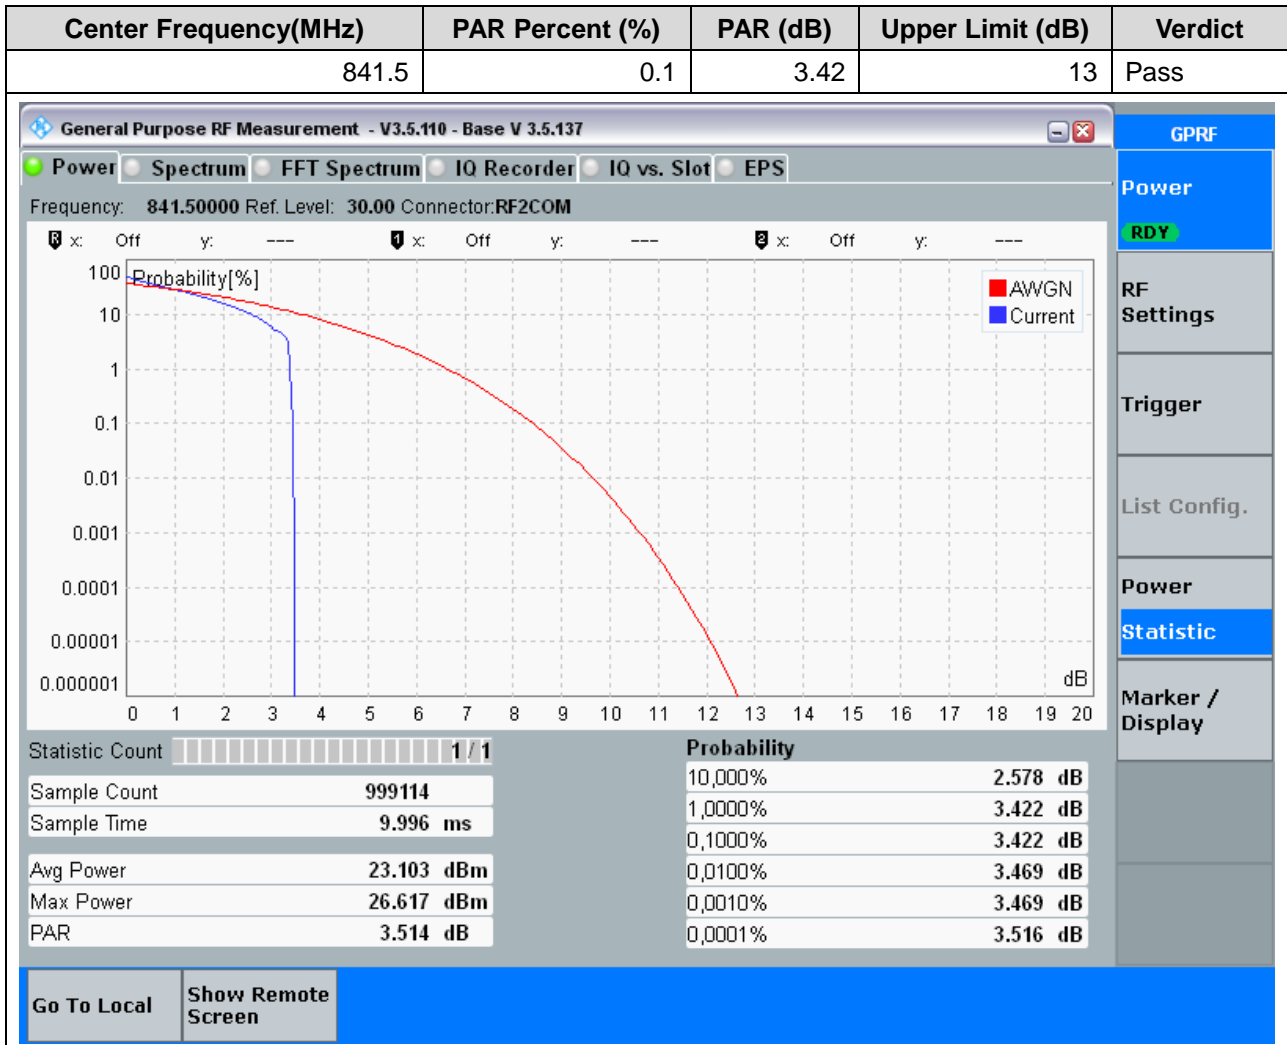 Center Frequency(MHz) PAR Percent (%) PAR (dB) Upper Limit (dB) Verdict
841.5 0.1 3.42 13 Pass
General Purpose RF Measurement - V3.5.110 - Base V 3.5.137
GPRF
Power Spectrum FFT Spectrum IQ Recorder IQ vs. Slot EPS
Frequency: 841.50000 Ref. Level: 30.00 Connector:RF2COM
R x: Off y: --- 1 x: Off y: --- 2 x: Off y: ---
Probability[%]
AWGN
Current
100
10
1
0.1
0.01
0.001
0.0001
0.00001
0.000001
dB
0 1 2 3 4 5 6 7 8 9 10 11 12 13 14 15 16 17 18 19 20
Statistic Count 1 / 1
Sample Count 999114
Sample Time 9.996 ms
Avg Power 23.103 dBm
Max Power 26.617 dBm
PAR 3.514 dB
Probability
10,000% 2.578 dB
1,0000% 3.422 dB
0,1000% 3.422 dB
0,0100% 3.469 dB
0,0010% 3.469 dB
0,0001% 3.516 dB
Power
RDY
RF
Settings
Trigger
List Config.
Power
Statistic
Marker /
Display
Go To Local
Show Remote
Screen